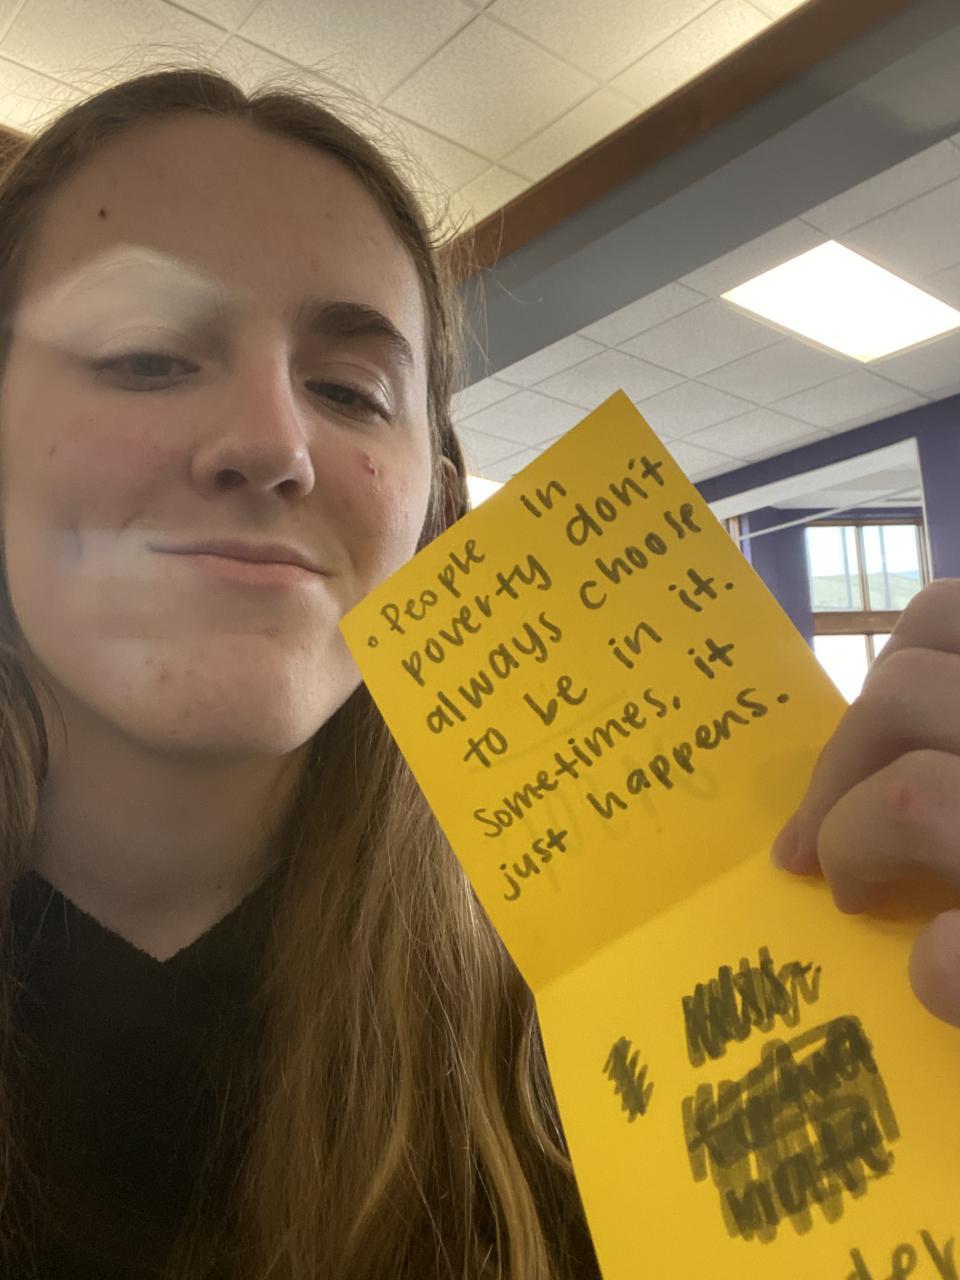 • People in
poverty don't
always choose
to be in it.
Sometimes, it
just happens.